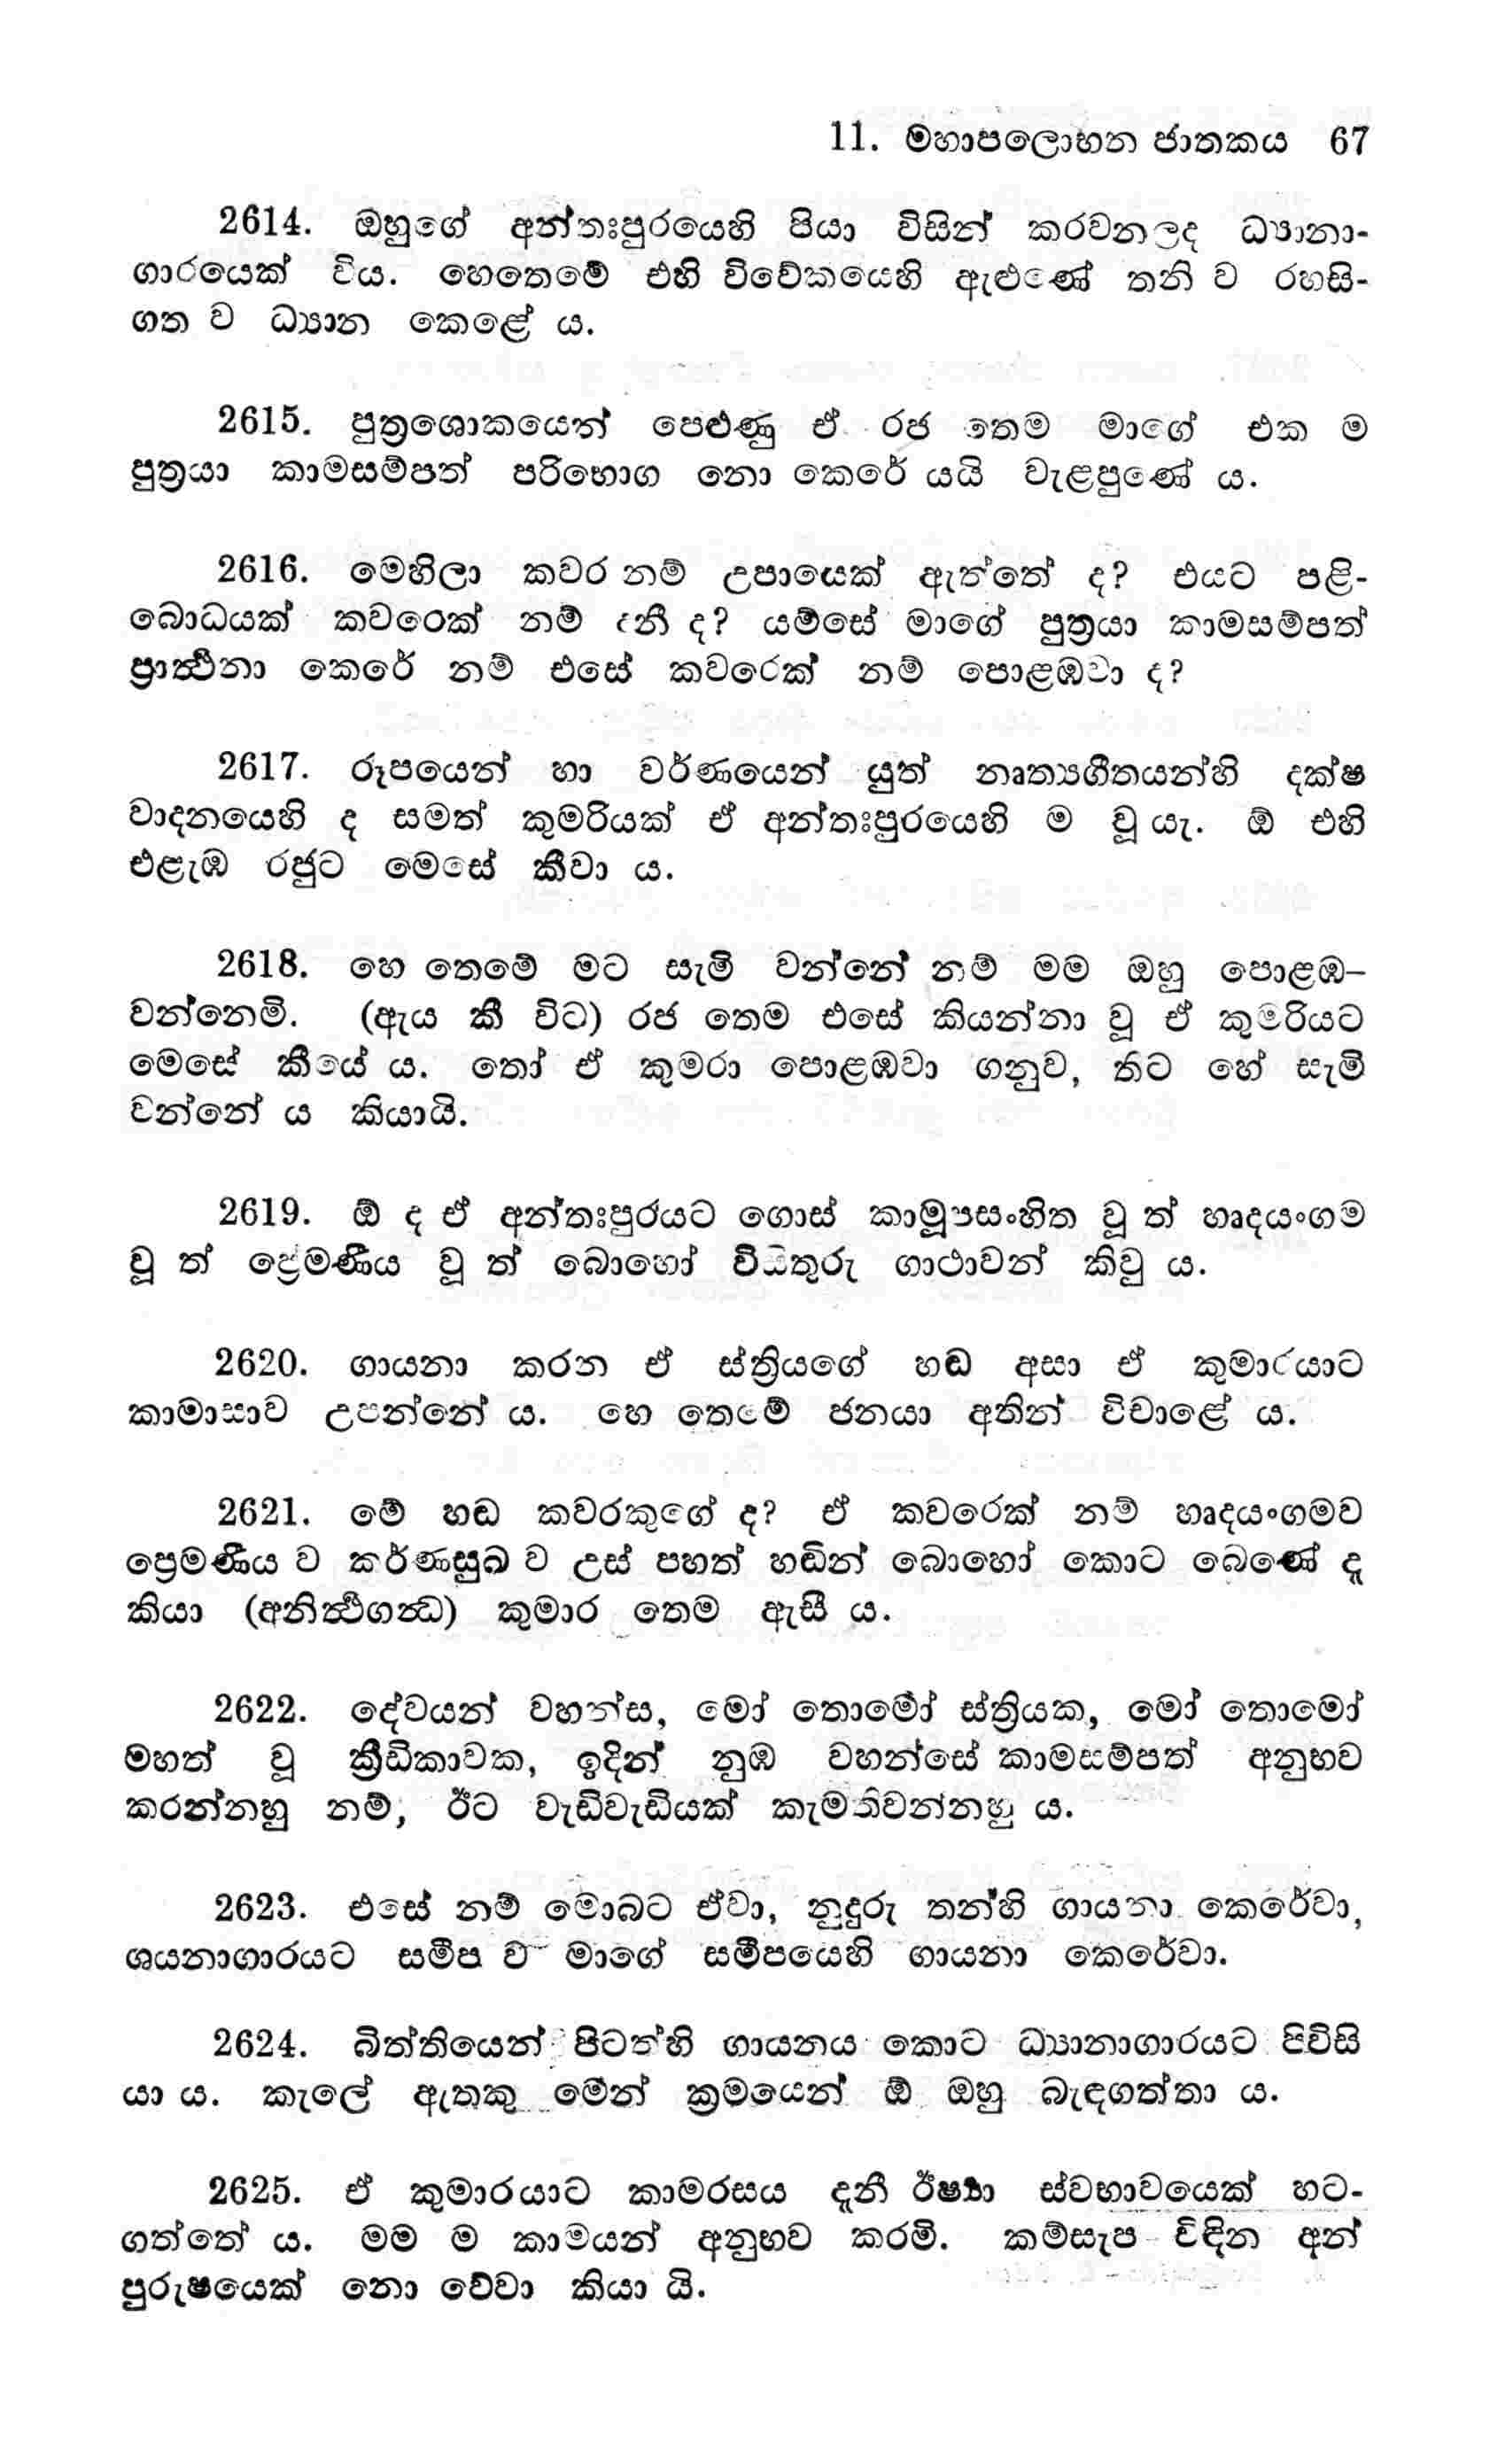 11. මහාපලොභන ජාතකය 67
2614. ඔහුගේ අන්තඃපුරයෙහි පියා විසින් කරවනලද ධ්‍යානා-
ගාරයෙක් විය. හෙතෙමේ එහි විවේකයෙහි ඇළුණේ තනි ව රහසි-
ගත ව ධ්‍යාන කෙළේ ය.
2615. පුත්‍රශොකයෙන් පෙළුණු ඒ රජ තෙම මාගේ එක ම
පුත්‍රයා කාමසම්පත් පරිභොග නො කෙරේ යයි වැළපුණේ ය.
2616. මෙහිලා කවර නම් උපායෙක් ඇත්තේ ද? එයට පළි-
බොධයක් කවරෙක් නම් දනී ද? යම්සේ මාගේ පුත්‍රයා කාමසම්පත්
ප්‍රාර්‍ත්‍ථනා කෙරේ නම් එසේ කවරෙක් නම් පොළඹවා ද?
2617. රූපයෙන් හා වර්ණයෙන් යුත් නෘත්‍යගීතයන්හි දක්ෂ
වාදනයෙහි ද සමත් කුමරියක් ඒ අන්තඃපුරයෙහි ම වූ යැ. ඕ එහි
එළැඹ රජුට මෙසේ කීවා ය.
2618. හෙ තෙමේ මට සැමි වන්නේ නම් මම ඔහු පොළඹ-
වන්නෙමි. (ඇය කී විට) රජ තෙම එසේ කියන්නා වූ ඒ කුමරියට
මෙසේ කීයේ ය. තෝ ඒ කුමරා පොළඹවා ගනුව, තිට හේ සැමි
වන්නේ ය කියායි.
2619. ඕ ද ඒ අන්තඃපුරයට ගොස් කාමූපසංහිත වූ ත් හෘදයංගම
වූ ත් ප්‍රේමණීය වූ ත් බොහෝ විසිතුරු ගාථාවන් කිවු ය.
2620. ගායනා කරන ඒ ස්ත්‍රියගේ හඬ අසා ඒ කුමාරයාට
කාමාසාව උපන්නේ ය. හෙ තෙමේ ජනයා අතින් විචාළේ ය.
2621. මේ හඬ කවරකුගේ ද? ඒ කවරෙක් නම් හෘදයංගමව
ප්‍රෙමණීය ව කර්ණසුඛ ව උස් පහත් හඬින් බොහෝ කොට බෙණේ දැ
කියා (අනිර්‍ත්‍ථගන්‍ධ) කුමාර තෙම ඇසී ය.
2622. දේවයන් වහන්ස, මෝ තොමෝ ස්ත්‍රියක, මෝ තොමෝ
මහත් වූ ක්‍රීඩිකාවක, ඉදින් නුඹ වහන්සේ කාමසම්පත් අනුභව
කරන්නහු නම්, ඊට වැඩිවැඩියක් කැමතිවන්නහු ය.
2623. එසේ නම් මොබට ඒවා, නුදුරු තන්හි ගායනා කෙරේවා,
ශයනාගාරයට සමීප ව මාගේ සමීපයෙහි ගායනා කෙරේවා.
2624. බිත්තියෙන් පිටත්හි ගායනය කොට ධ්‍යානාගාරයට පිවිසි
යා ය. කැලේ ඇතකු මෙන් ක්‍රමයෙන් ඕ ඔහු බැඳගත්තා ය.
2625. ඒ කුමාරයාට කාමරසය දැනී ඊර්ෂ්‍යා ස්වභාවයෙක් හට-
ගත්තේ ය. මම ම කාමයන් අනුභව කරමි. කම්සැප විඳින අන්
පුරුෂයෙක් නො වේවා කියා යි.